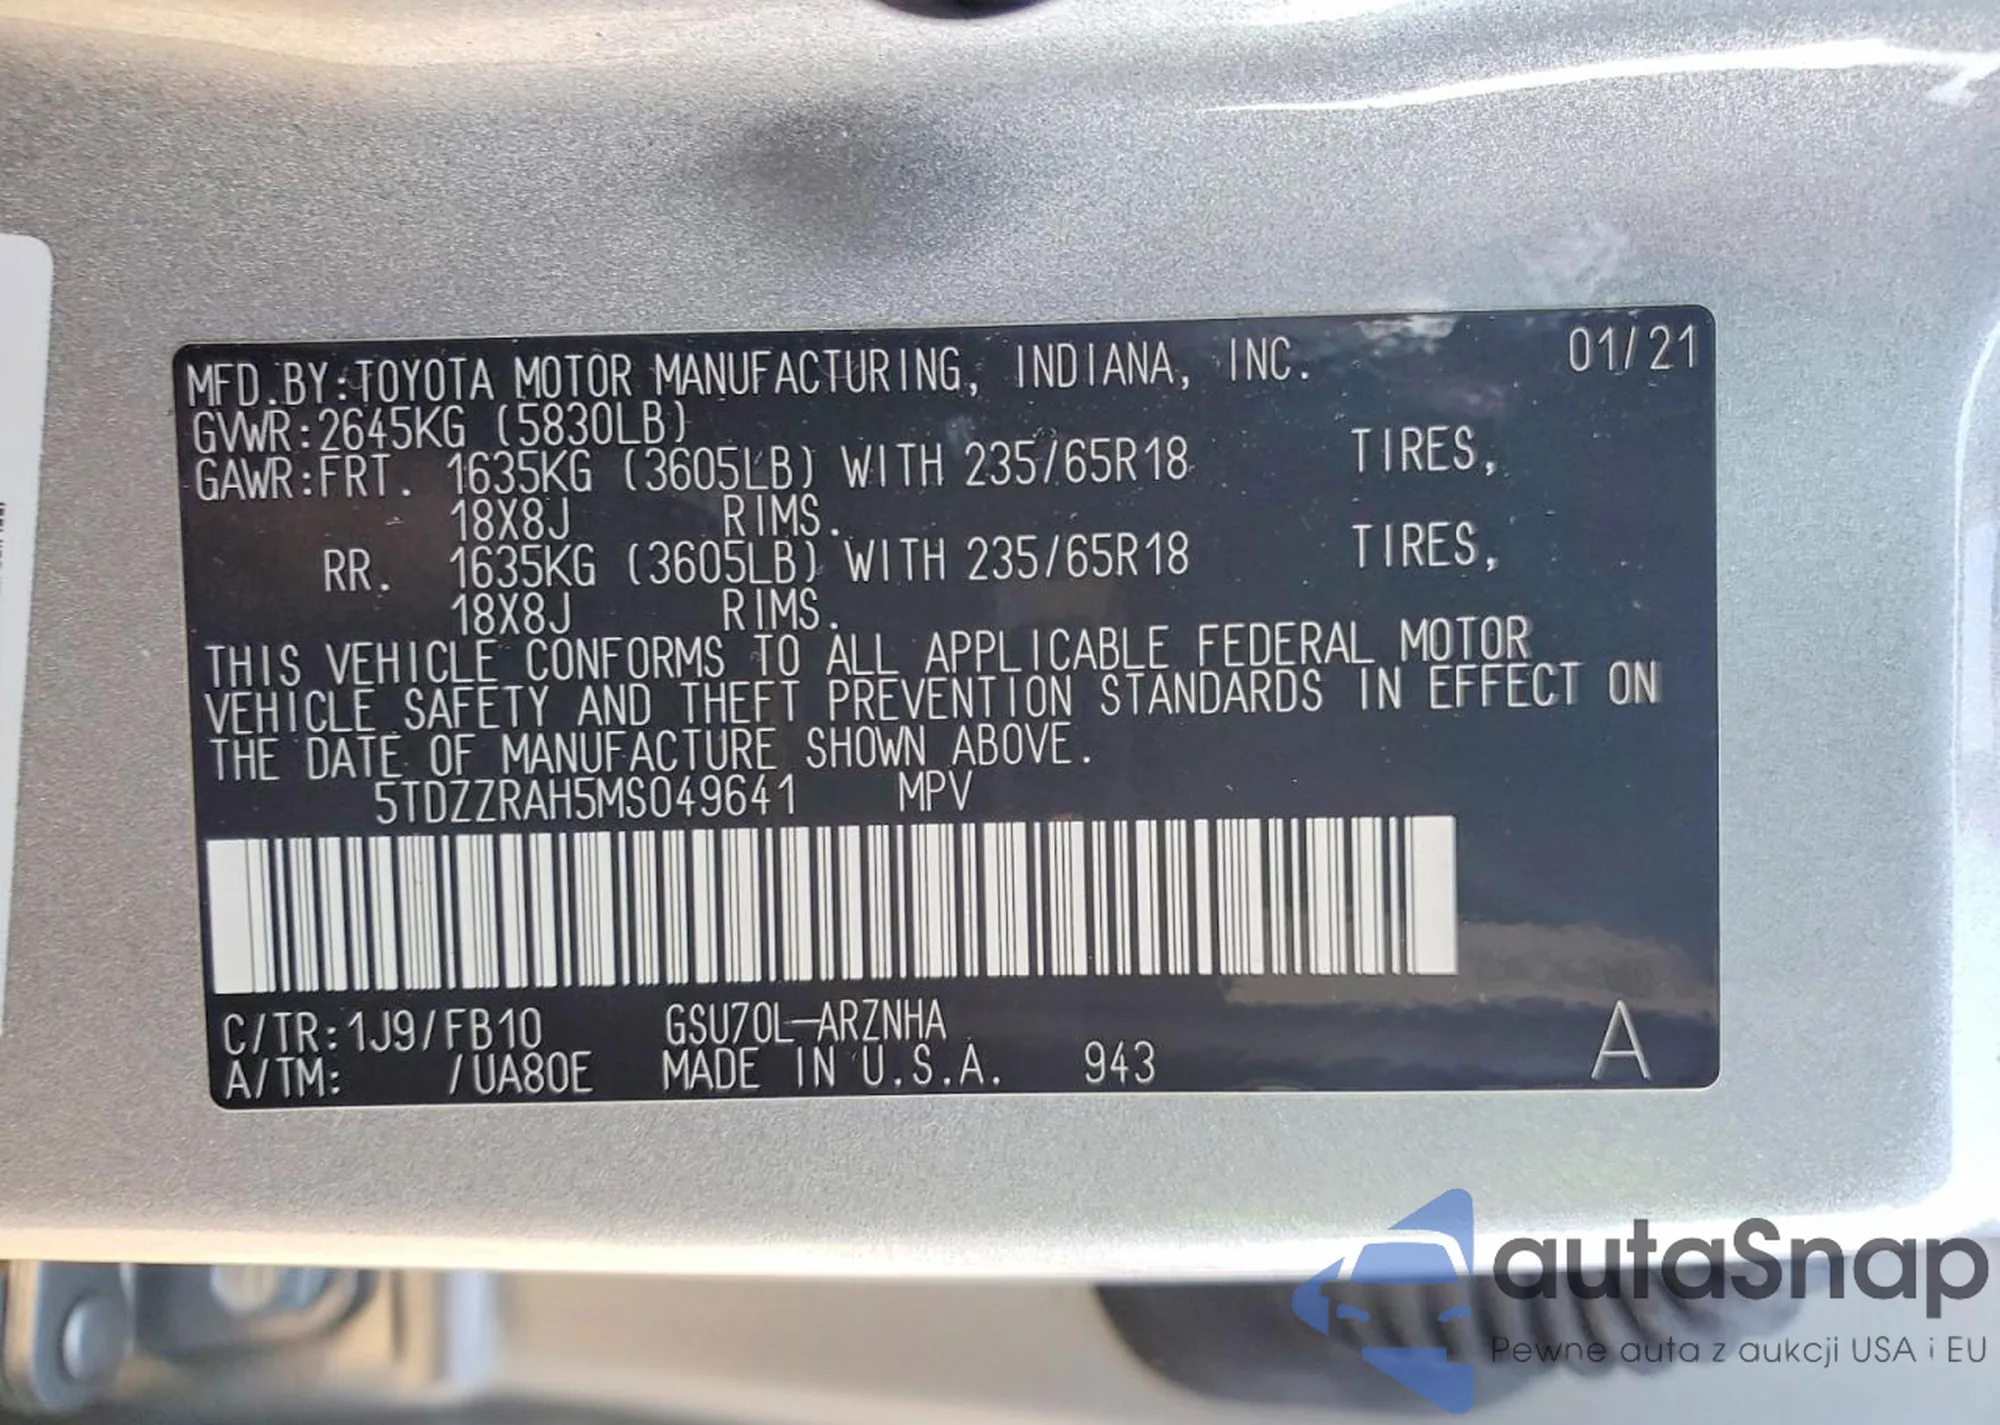 MFD.BY:TOYOTA MOTOR MANUFACTURING, INDIANA, INC. 01/21
GVWR:2645KG (5830LB)
GAWR:FRT. 1635KG (3605LB) WITH 235/65R18 TIRES,
18X8J RIMS.
RR. 1635KG (3605LB) WITH 235/65R18 TIRES,
18X8J RIMS.
THIS VEHICLE CONFORMS TO ALL APPLICABLE FEDERAL MOTOR
VEHICLE SAFETY AND THEFT PREVENTION STANDARDS IN EFFECT ON
THE DATE OF MANUFACTURE SHOWN ABOVE.
5TDZZRAH5MS049641 MPV
C/TR:1J9/FB10 GSU70L-ARZNHA
A/TM: /UA80E MADE IN U.S.A. 943 A
autaSnap
Pewne auta z aukcji USA i EU